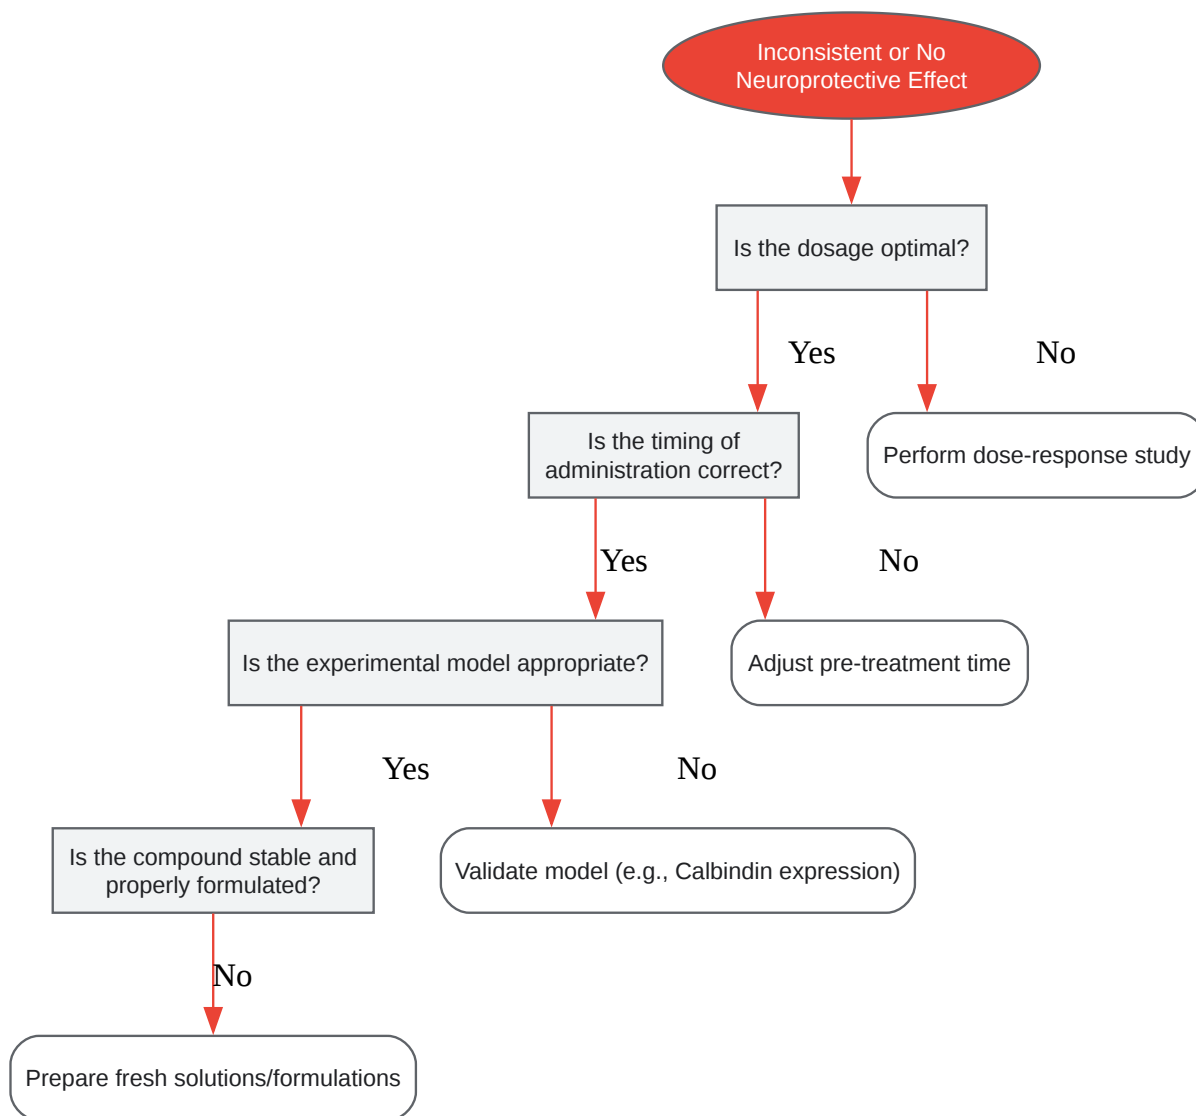 Inconsistent or No
Neuroprotective Effect
Is the dosage optimal?
Yes
No
Is the timing of
administration correct?
Perform dose-response study
Yes
No
Is the experimental model appropriate?
Adjust pre-treatment time
Yes
No
Is the compound stable and
properly formulated?
Validate model (e.g., Calbindin expression)
No
Prepare fresh solutions/formulations